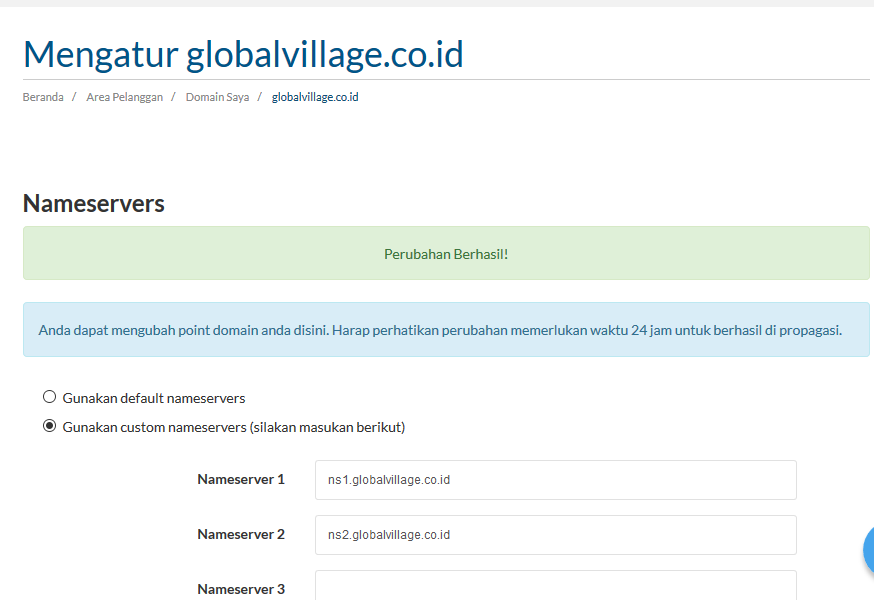 Mengatur globalvillage.co.id
Beranda / Area Pelanggan / Domain Saya / globalvillage.co.id
Nameservers
Perubahan Berhasil!
Anda dapat mengubah point domain anda disini. Harap perhatikan perubahan memerlukan waktu 24 jam untuk berhasil di propagasi.
Gunakan default nameservers
Gunakan custom nameservers (silakan masukan berikut)
Nameserver 1 ns1.globalvillage.co.id
Nameserver 2 ns2.globalvillage.co.id
Nameserver 3